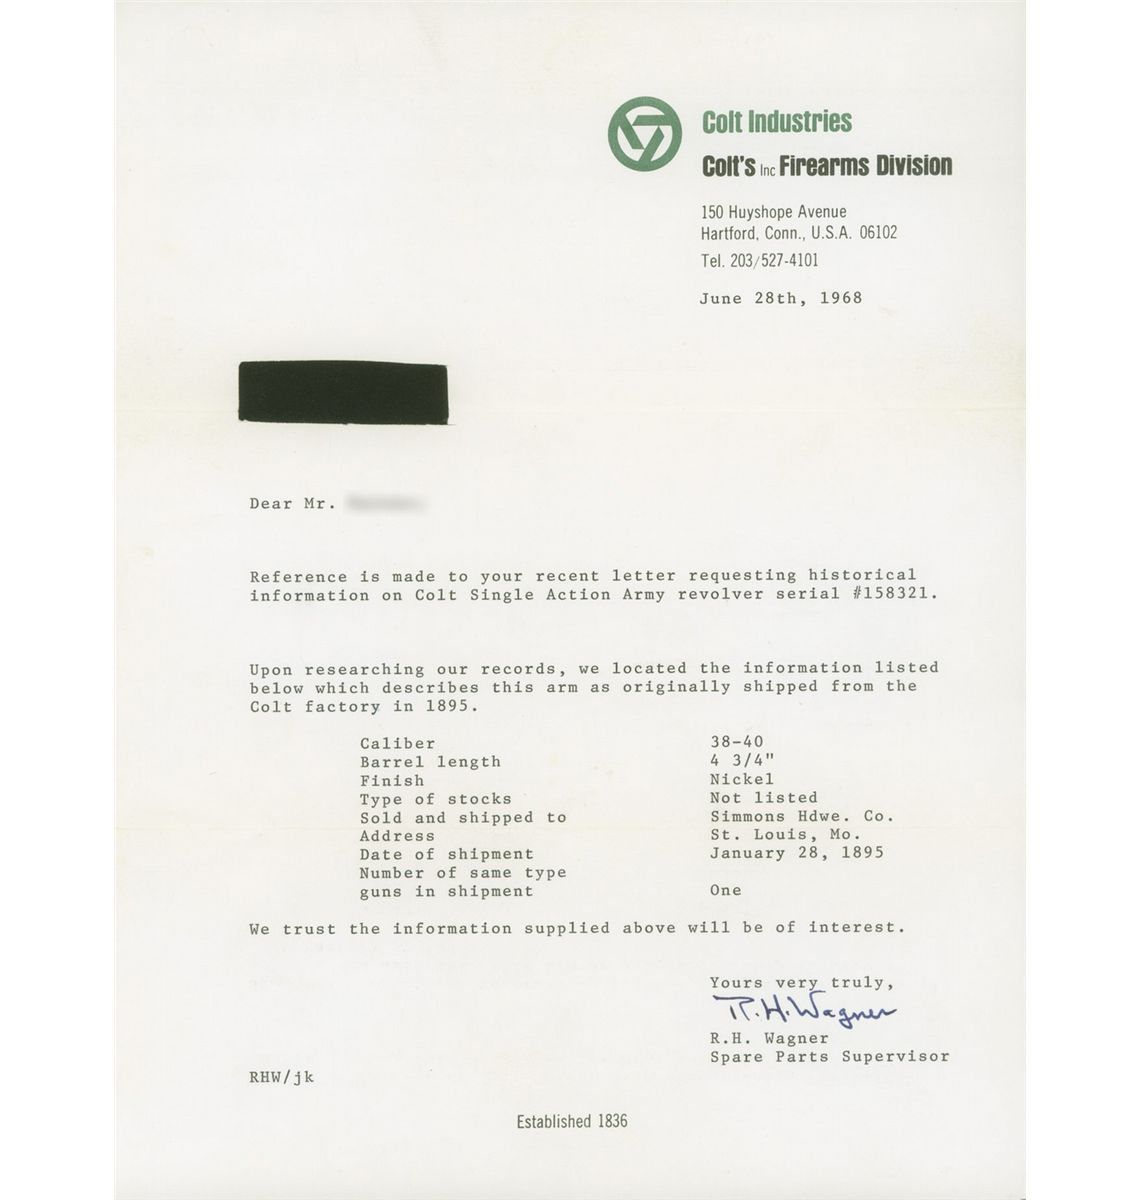 Colt Industries
Colt's Inc Firearms Division
150 Huyshope Avenue
Hartford, Conn., U.S.A. 06102
Tel. 203/527-4101
June 28th, 1968
Dear Mr.
Reference is made to your recent letter requesting historical
information on Colt Single Action Army revolver serial #158321.
Upon researching our records, we located the information listed
below which describes this arm as originally shipped from the
Colt factory in 1895.
Caliber 38-40
Barrel length 4 3/4"
Finish Nickel
Type of stocks Not listed
Sold and shipped to Simmons Hdwe. Co.
Address St. Louis, Mo.
Date of shipment January 28, 1895
Number of same type
guns in shipment One
We trust the information supplied above will be of interest.
Yours very truly,
R.H. Wagner
R.H. Wagner
Spare Parts Supervisor
RHW/jk
Established 1836